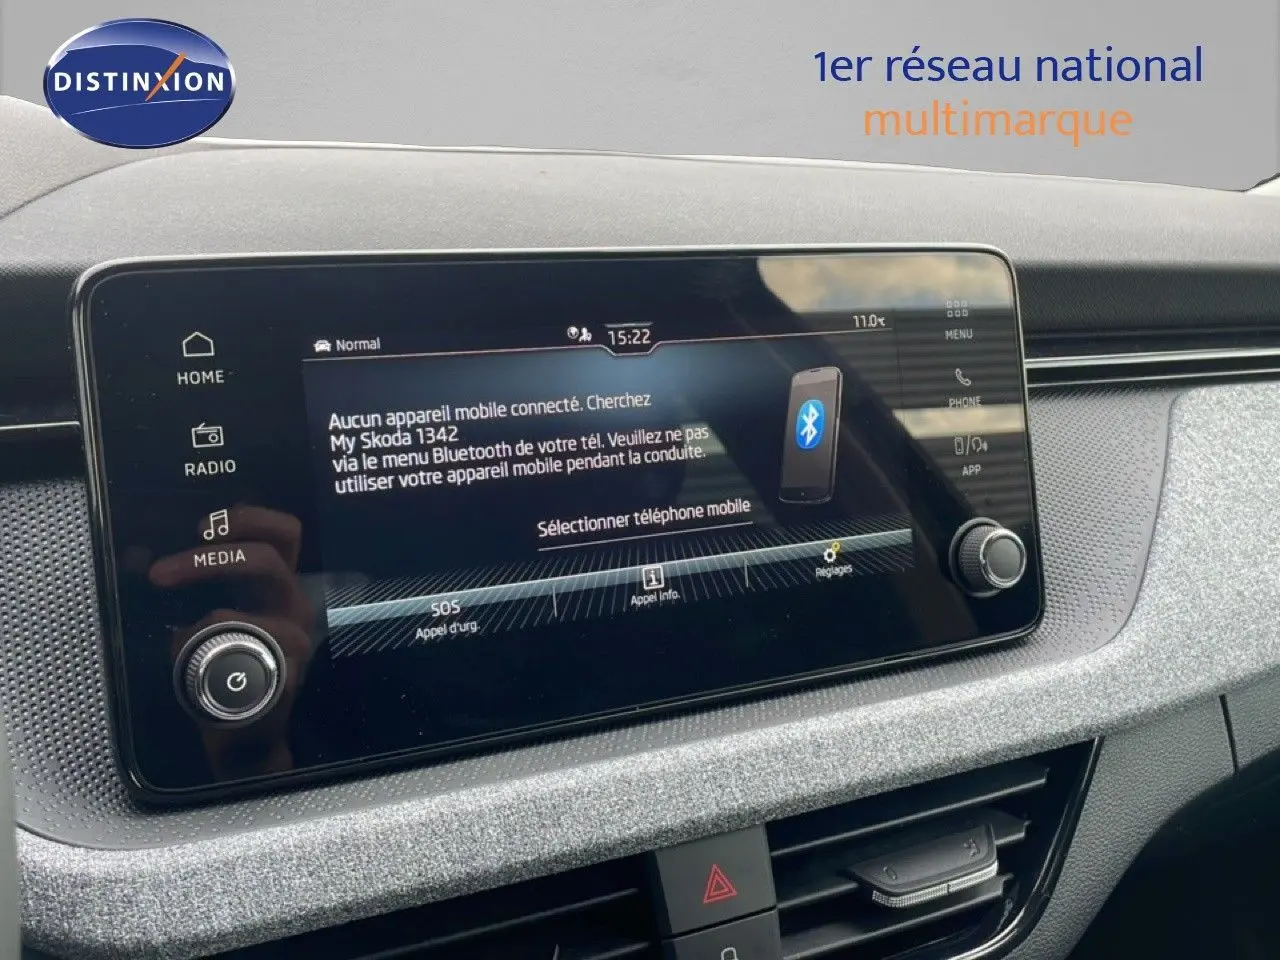 DISTINXION
1er réseau national
multimarque
Normal
15:22
11.0°C
HOME
RADIO
MEDIA
MENU
PHONE
APP
Aucun appareil mobile connecté. Cherchez
My Skoda 1342
via le menu Bluetooth de votre tél. Veuillez ne pas
utiliser votre appareil mobile pendant la conduite.
Sélectionner téléphone mobile
SOS
Appel d'urg.
Appel info.
Réglages